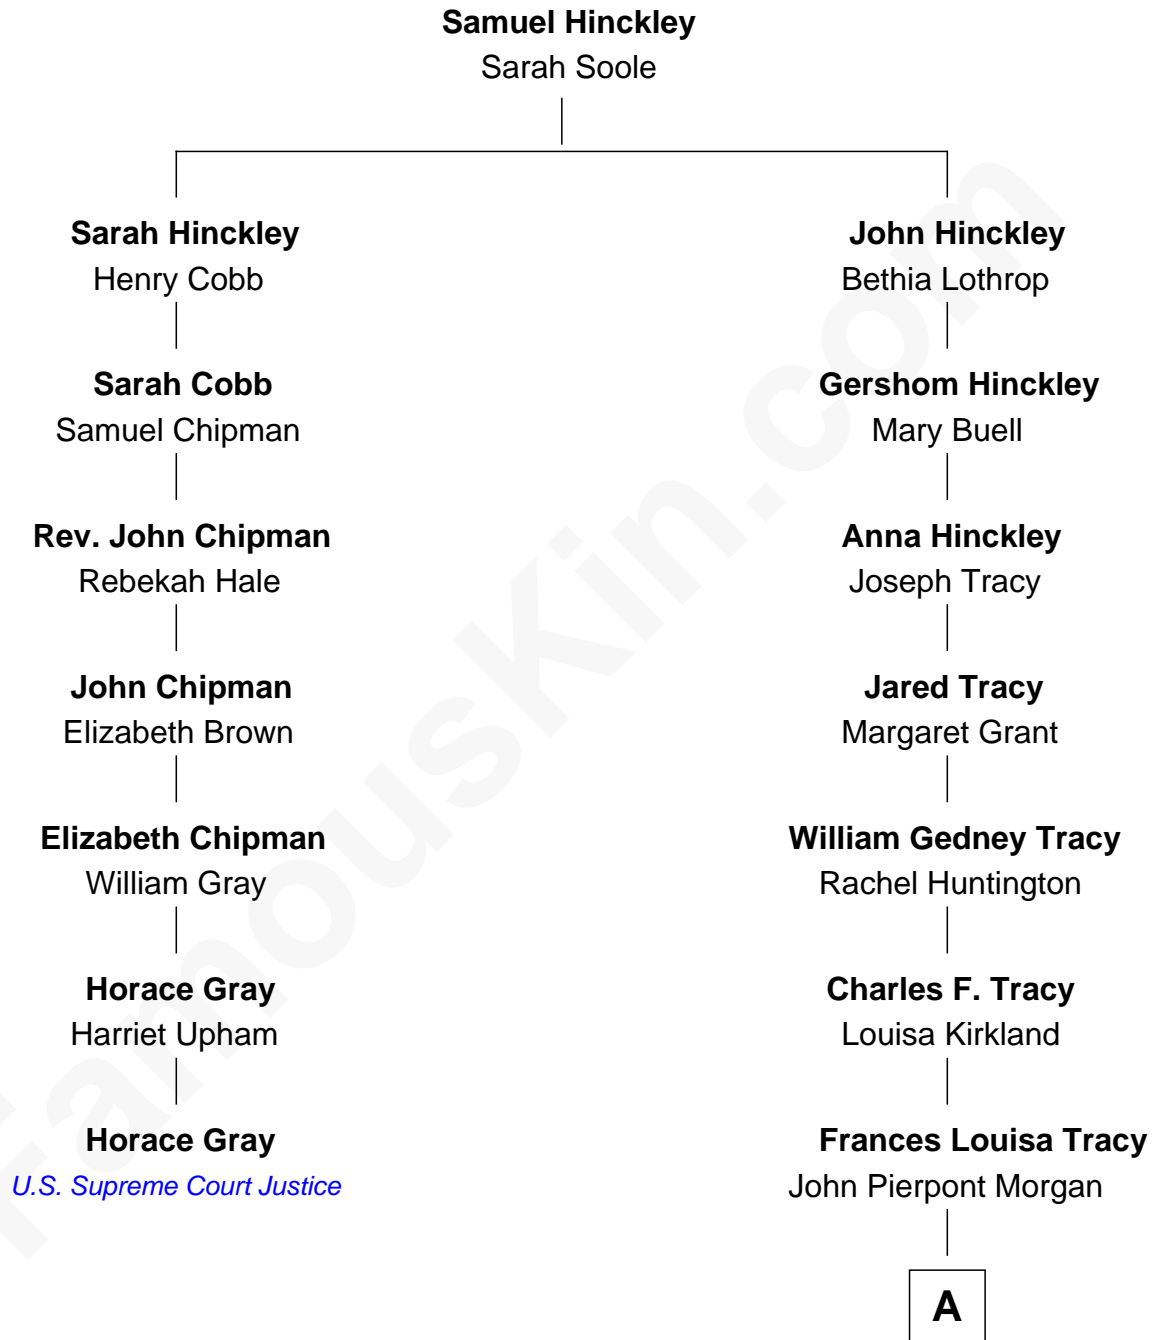 Samuel Hinckley
Sarah Soole
Sarah Hinckley
Henry Cobb
John Hinckley
Bethia Lothrop
Sarah Cobb
Samuel Chipman
Gershom Hinckley
Mary Buell
Rev. John Chipman
Rebekah Hale
Anna Hinckley
Joseph Tracy
John Chipman
Elizabeth Brown
Jared Tracy
Margaret Grant
Elizabeth Chipman
William Gray
William Gedney Tracy
Rachel Huntington
Horace Gray
Harriet Upham
Charles F. Tracy
Louisa Kirkland
Horace Gray
U.S. Supreme Court Justice
Frances Louisa Tracy
John Pierpont Morgan
A
FamousKin.com